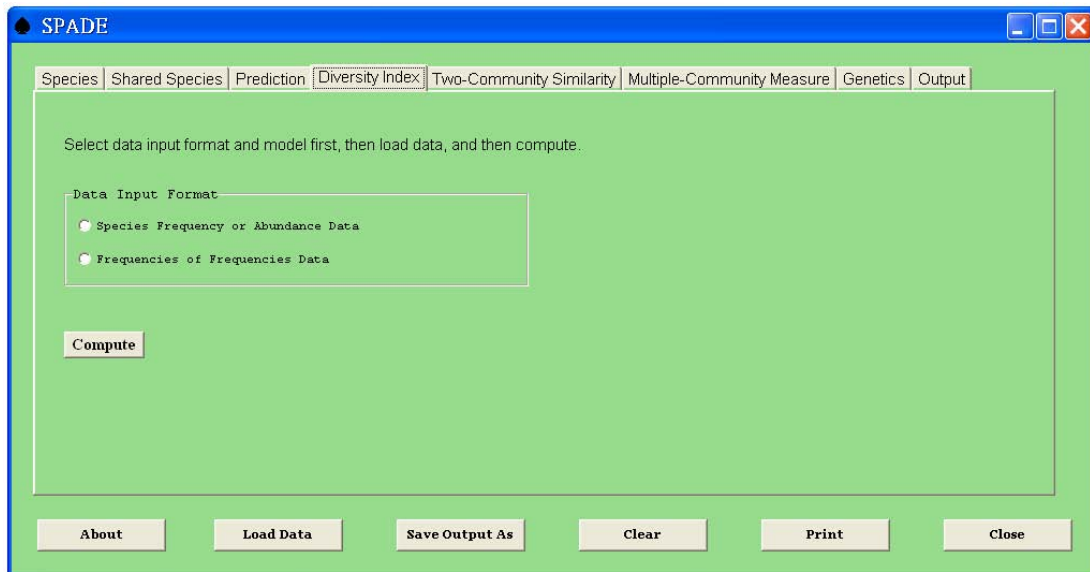 SPADE
Species Shared Species Prediction Diversity Index Two-Community Similarity Multiple-Community Measure Genetics Output
Select data input format and model first, then load data, and then compute.
Data Input Format
Species Frequency or Abundance Data
Frequencies of Frequencies Data
Compute
About Load Data Save Output As Clear Print Close